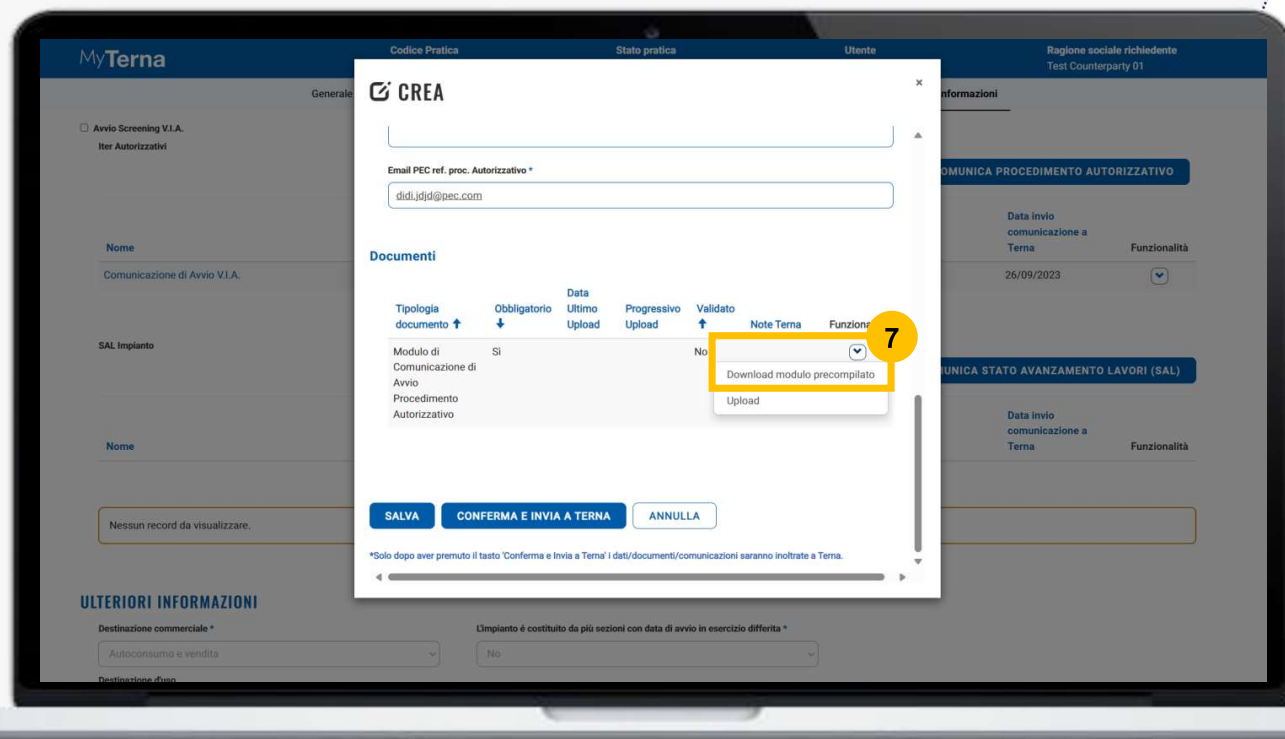 MyTerna
Codice Pratica
Stato pratica
Utente
Ragione sociale richiedente
Test Counterparty 01
Generale
nformazioni
CREA
×
Avvio Screening V.I.A.
Iter Autorizzativi
Email PEC ref. proc. Autorizzativo *
didi.jdjd@pec.com
OMUNICA PROCEDIMENTO AUTORIZZATIVO
Data invio
comunicazione a
Nome
Terna
Funzionalità
Comunicazione di Avvio V.I.A.
26/09/2023
Documenti
Data
Tipologia
Obbligatorio
Ultimo
Progressivo
Validato
documento
Upload
Upload
Note Terna
Funziona
7
Modulo di
Si
No
Comunicazione di
Avvio
Procedimento
Autorizzativo
Download modulo precompilato
Upload
SAL Impianto
UNICA STATO AVANZAMENTO LAVORI (SAL)
Data invio
comunicazione a
Nome
Terna
Funzionalità
Nessun record da visualizzare.
SALVA
CONFERMA E INVIA A TERNA
ANNULLA
*Solo dopo aver premuto il tasto 'Conferma e Invia a Terna' i dati/documenti/comunicazioni saranno inoltrate a Terna.
ULTERIORI INFORMAZIONI
Destinazione commerciale *
L'impianto é costituito da più sezioni con data di avvio in esercizio differita *
Autoconsumo e vendita
No
Destinazione d'uso